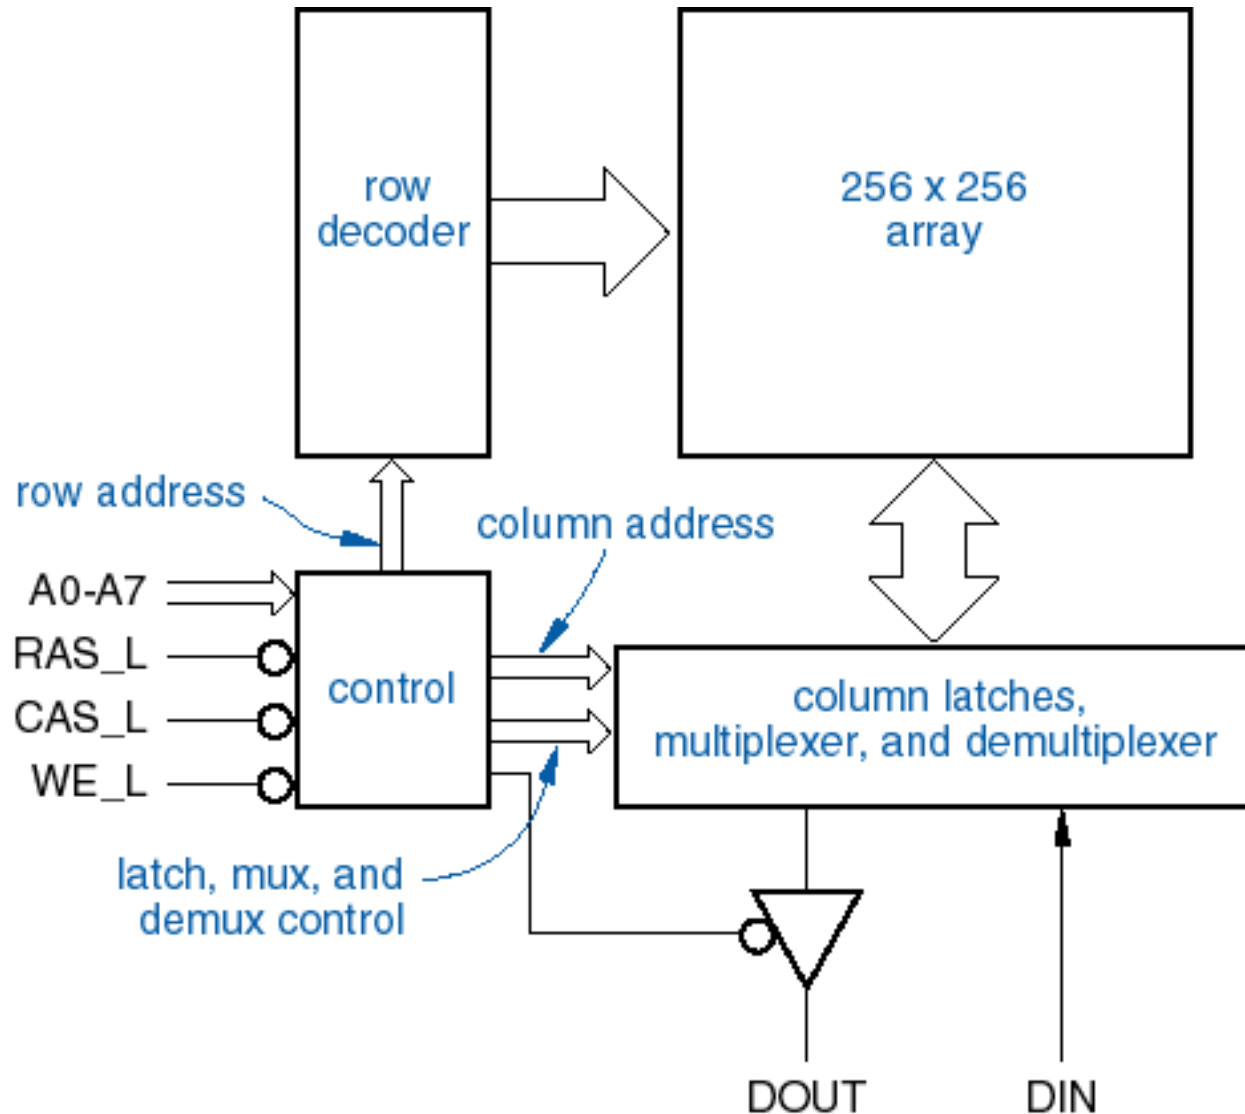 row
decoder
256 x 256
array
row address
column address
A0-A7
RAS_L
CAS_L
WE_L
control
column latches,
multiplexer, and demultiplexer
latch, mux, and
demux control
DOUT
DIN